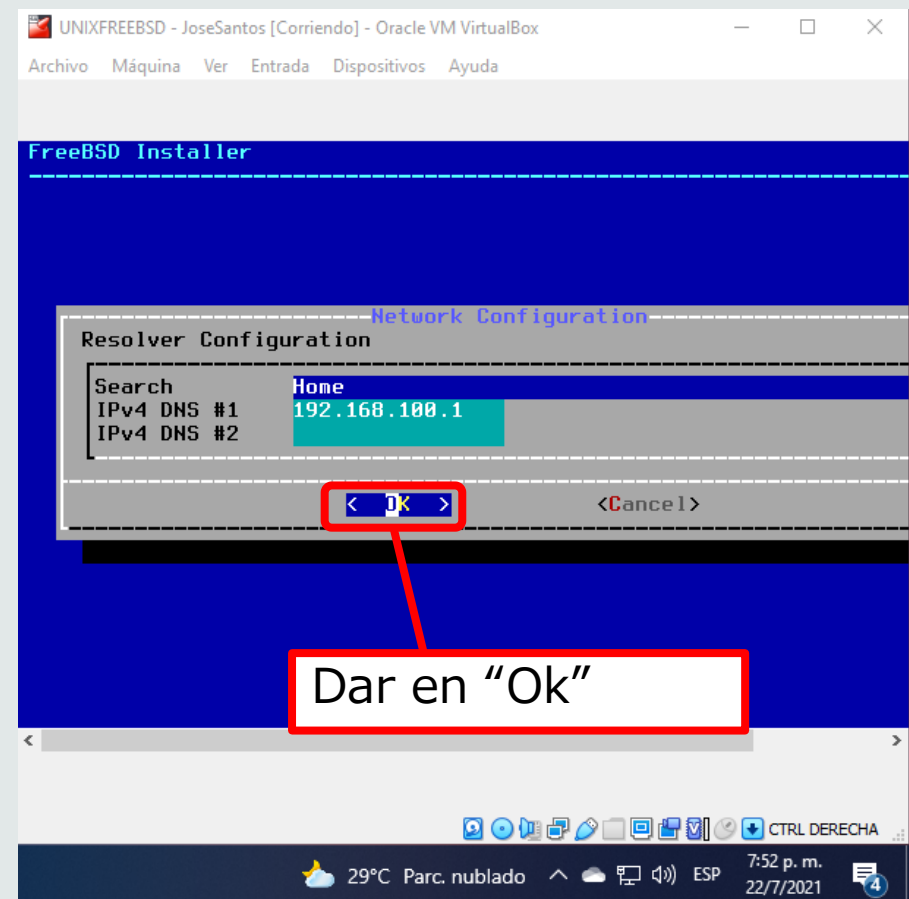 UNIXFREEBSD - JoseSantos [Corriendo] - Oracle VM VirtualBox
Archivo Máquina Ver Entrada Dispositivos Ayuda
FreeBSD Installer
Network Configuration
Resolver Configuration
Search Home
IPv4 DNS #1 192.168.100.1
IPv4 DNS #2
< OK > <Cancel>
Dar en “Ok”
CTRL DERECHA
29°C Parc. nublado ESP 7:52 p. m.
22/7/2021
4